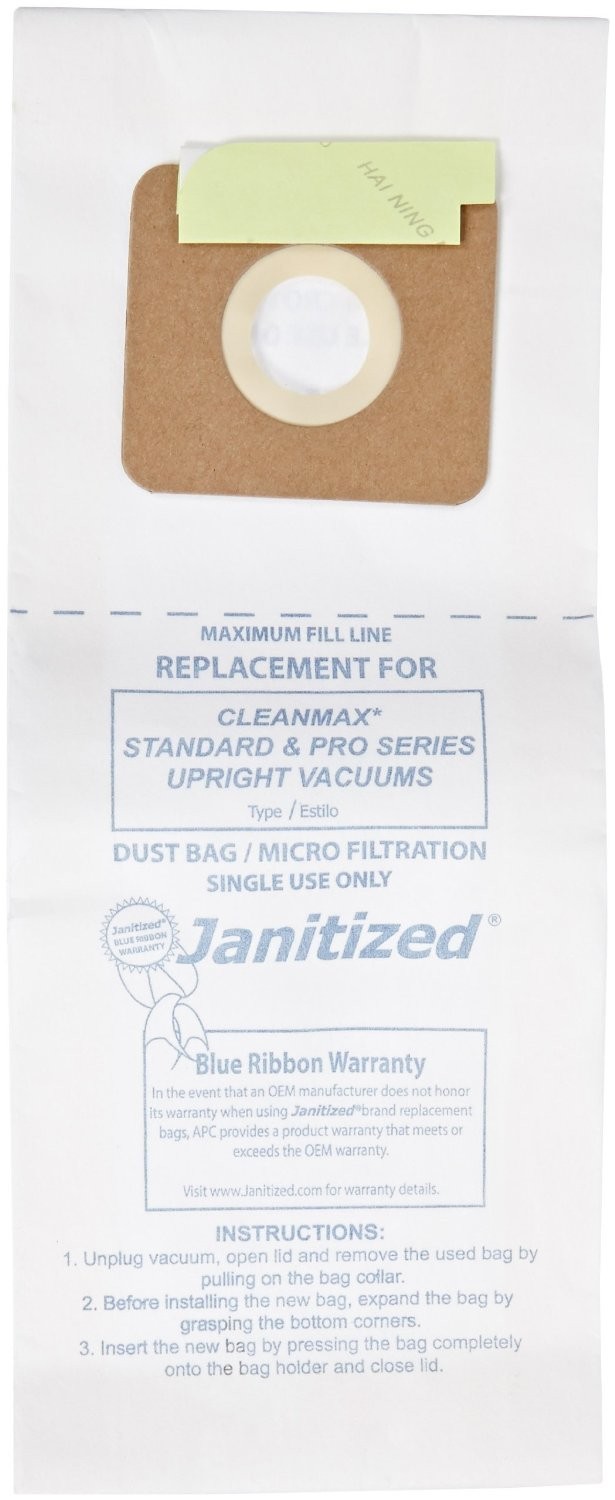 HAI NING
MAXIMUM FILL LINE
REPLACEMENT FOR
CLEANMAX*
STANDARD & PRO SERIES
UPRIGHT VACUUMS
Type / Estilo
DUST BAG / MICRO FILTRATION
SINGLE USE ONLY
Janitized®
BLUE RIBBON
WARRANTY
Janitized®
Blue Ribbon Warranty
In the event that an OEM manufacturer does not honor
its warranty when using Janitized® brand replacement
bags, APC provides a product warranty that meets or
exceeds the OEM warranty.
Visit www.Janitized.com for warranty details.
INSTRUCTIONS:
1. Unplug vacuum, open lid and remove the used bag by
pulling on the bag collar.
2. Before installing the new bag, expand the bag by
grasping the bottom corners.
3. Insert the new bag by pressing the bag completely
onto the bag holder and close lid.